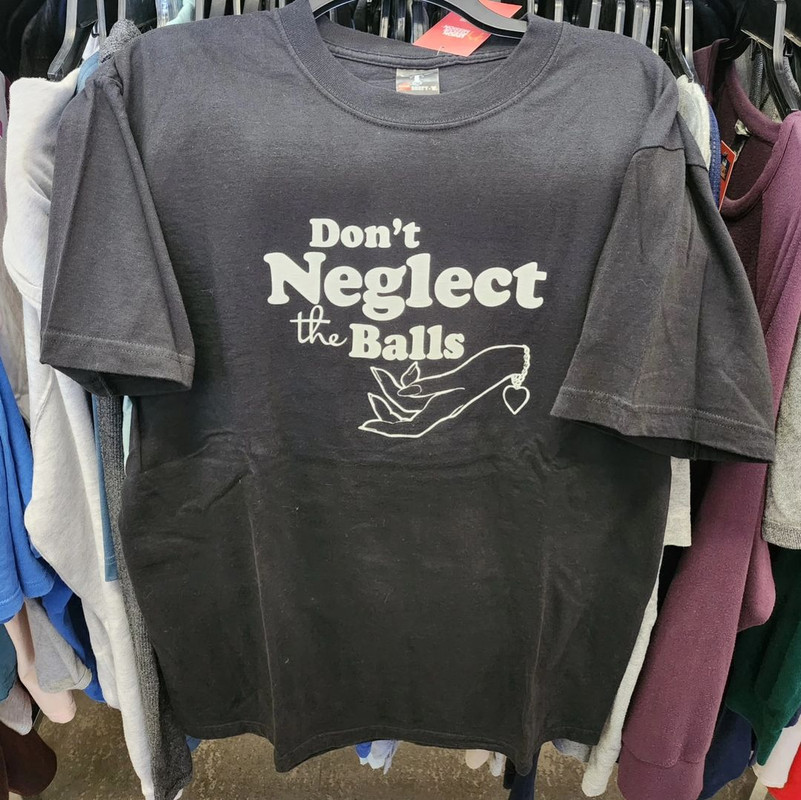 Don't
Neglect
the Balls